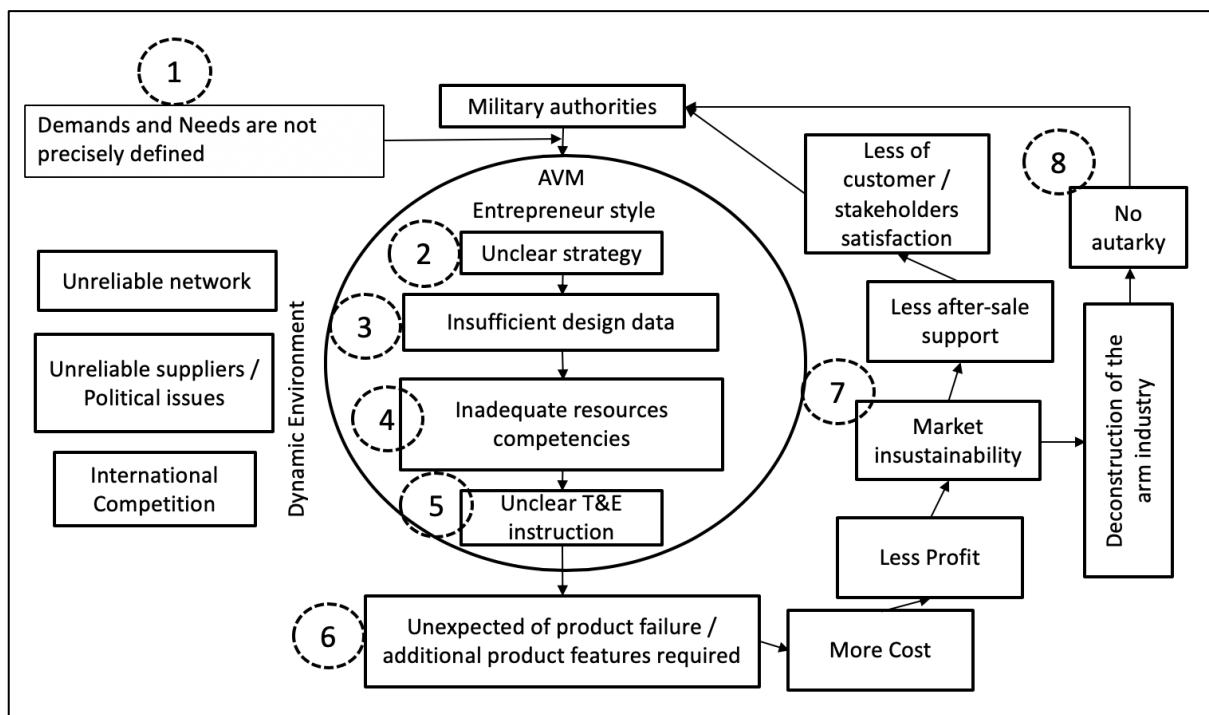 1
Demands and Needs are not
precisely defined
Military authorities
AVM
Entrepreneur style
2
Unclear strategy
3
Insufficient design data
4
Inadequate resources
competencies
5
Unclear T&E
instruction
Unreliable network
Unreliable suppliers /
Political issues
International
Competition
Dynamic Environment
6
Unexpected of product failure /
additional product features required
More Cost
Less Profit
7
Market
insustainability
Less after-sale
support
Less of
customer /
stakeholders
satisfaction
Deconstruction of the
arm industry
8
No
autarky